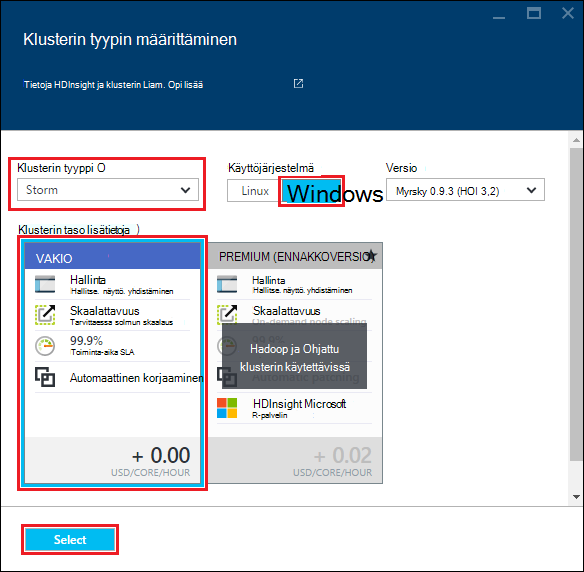 Klusterin tyypin määrittäminen
Tietoja HDInsight ja klusterin Liam. Opi lisää
Klusterin tyyppi O
Storm
Käyttöjärjestelmä
Linux
Windows
Versio
Myrsky 0.9.3 (HOI 3,2)
Klusterin taso lisätietoja )
VAKIO
Hallinta
Hallitse. näyttö. yhdistäminen
Skaalattavuus
Tarvittaessa solmun skaalaus
99.9%
Toiminta-aika SLA
Automaattinen korjaaminen
+ 0.00
USD/CORE/HOUR
PREMIUM (ENNAKKOVERSIO)
Hallinta
Hallitse. näyttö. yhdistäminen
Skaalattavuus
On-demand node scaling
Hadoop ja Ohjattu
klusterin käytettävissä
Automatic patching
HDInsight Microsoft
R-palvelin
+ 0.02
USD/CORE/HOUR
Select